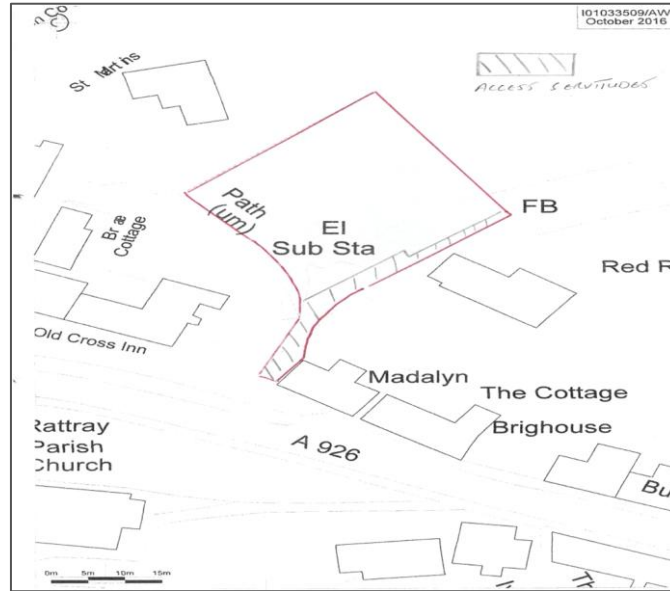 I01033509/AW
October 2016
St Martins
ACCESS SERVITUDES
Path
(um)
El
Sub Sta
FB
Brae
Cottage
Red R
Old Cross Inn
Madalyn
The Cottage
Brighouse
A 926
Rattray
Parish
Church
Bu
0m 5m 10m 15m